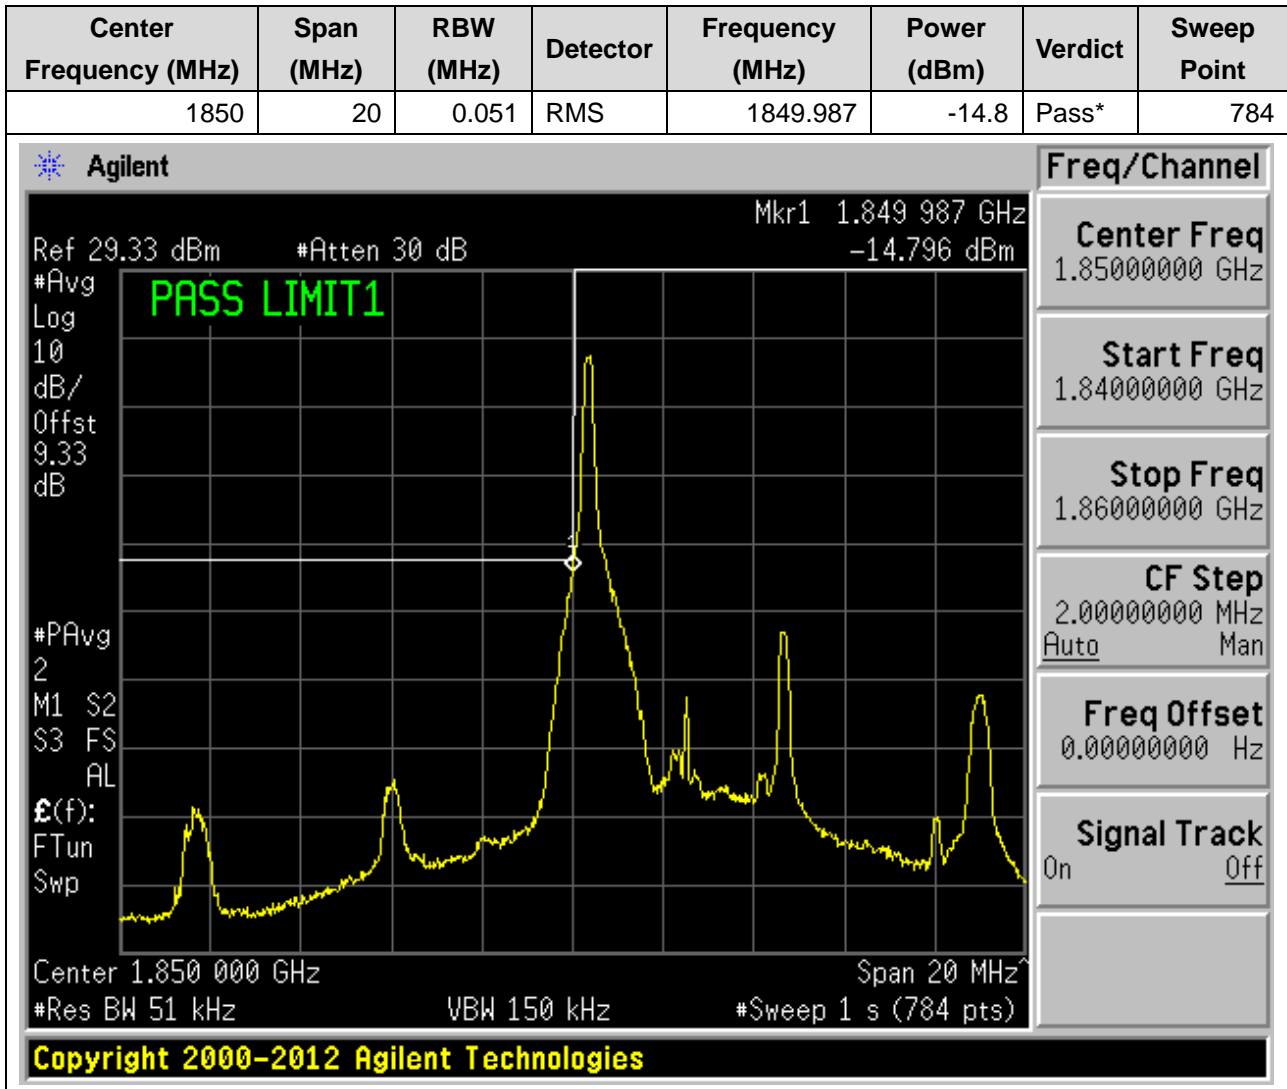 Center Frequency (MHz) Span (MHz) RBW (MHz) Detector Frequency (MHz) Power (dBm) Verdict Sweep Point
1850 20 0.051 RMS 1849.987 -14.8 Pass* 784
Agilent
Freq/Channel
Mkr1 1.849 987 GHz
Ref 29.33 dBm #Atten 30 dB -14.796 dBm
#Avg
Log
10
dB/
Offst
9.33
dB
PASS LIMIT1
1
#PAvg
2
M1 S2
S3 FS
AL
£(f):
FTun
Swp
Center 1.850 000 GHz Span 20 MHz^
#Res BW 51 kHz VBW 150 kHz #Sweep 1 s (784 pts)
Center Freq
1.85000000 GHz
Start Freq
1.84000000 GHz
Stop Freq
1.86000000 GHz
CF Step
2.00000000 MHz
Auto Man
Freq Offset
0.00000000 Hz
Signal Track
On Off
Copyright 2000-2012 Agilent Technologies